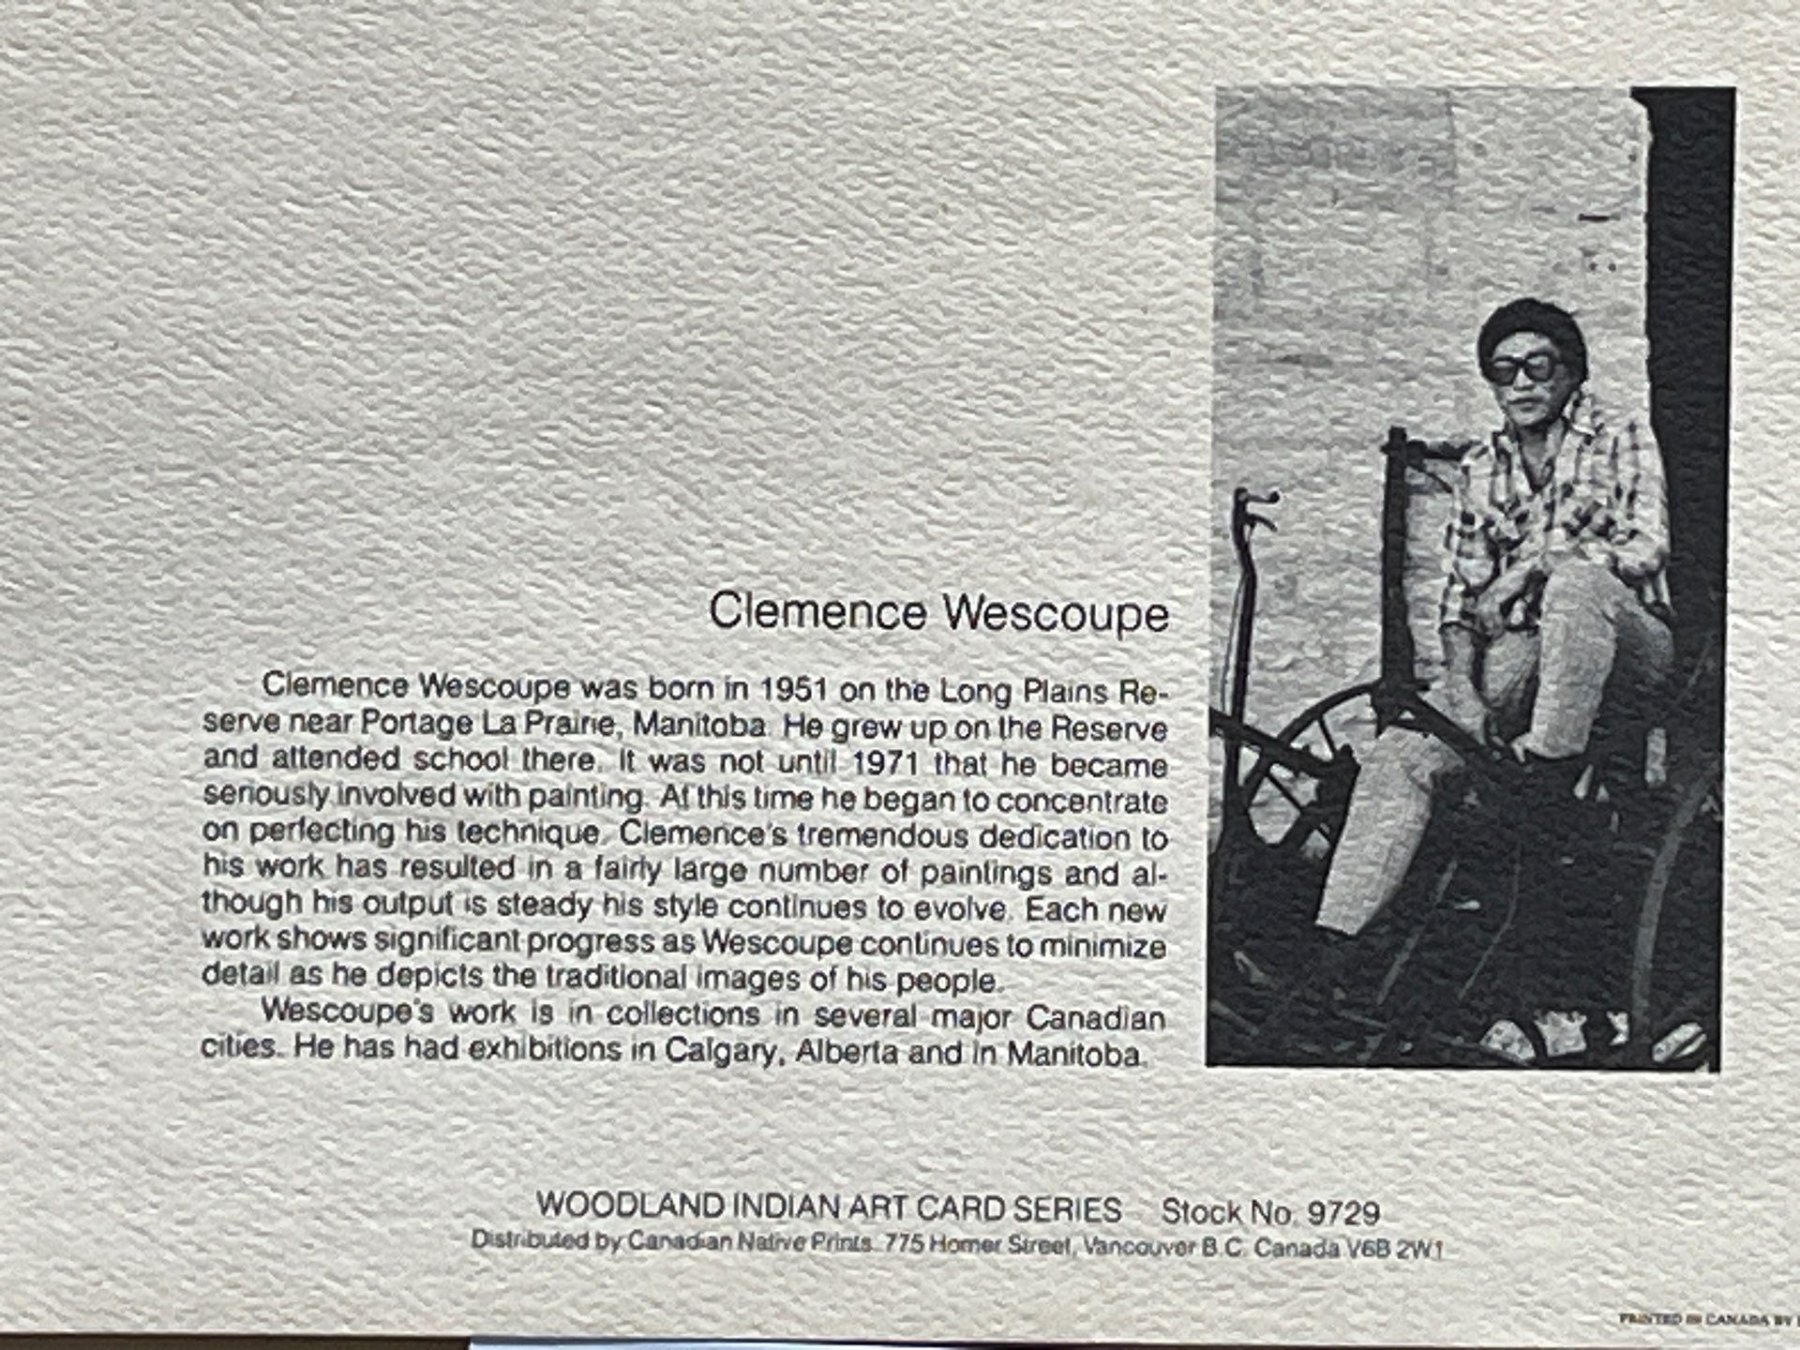 Clemence Wescoupe
Clemence Wescoupe was born in 1951 on the Long Plains Re-
serve near Portage La Prairie, Manitoba. He grew up on the Reserve
and attended school there. It was not until 1971 that he became
seriously involved with painting. At this time he began to concentrate
on perfecting his technique. Clemence's tremendous dedication to
his work has resulted in a fairly large number of paintings and al-
though his output is steady his style continues to evolve. Each new
work shows significant progress as Wescoupe continues to minimize
detail as he depicts the traditional images of his people.
Wescoupe's work is in collections in several major Canadian
cities. He has had exhibitions in Calgary, Alberta and in Manitoba.
WOODLAND INDIAN ART CARD SERIES Stock No. 9729
Distributed by Canadian Native Prints. 775 Homer Street, Vancouver B.C. Canada V6B 2W1
PRINTED IN CANADA BY